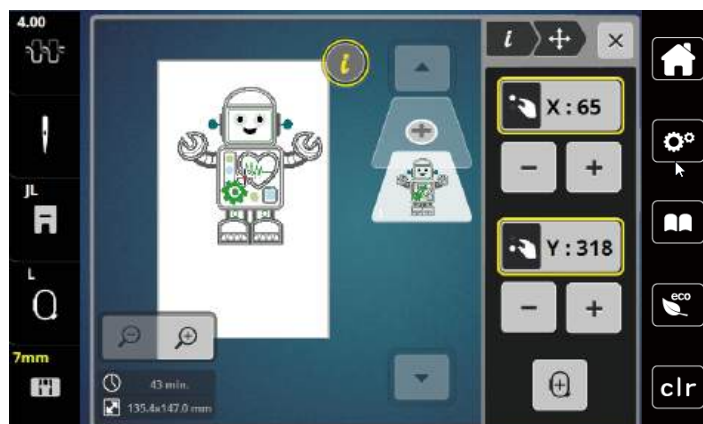 4.00
i
i
X : 65
JL
- +
Y : 318
L
eco
- +
7mm
43 min.
135.4x147.0 mm
clr